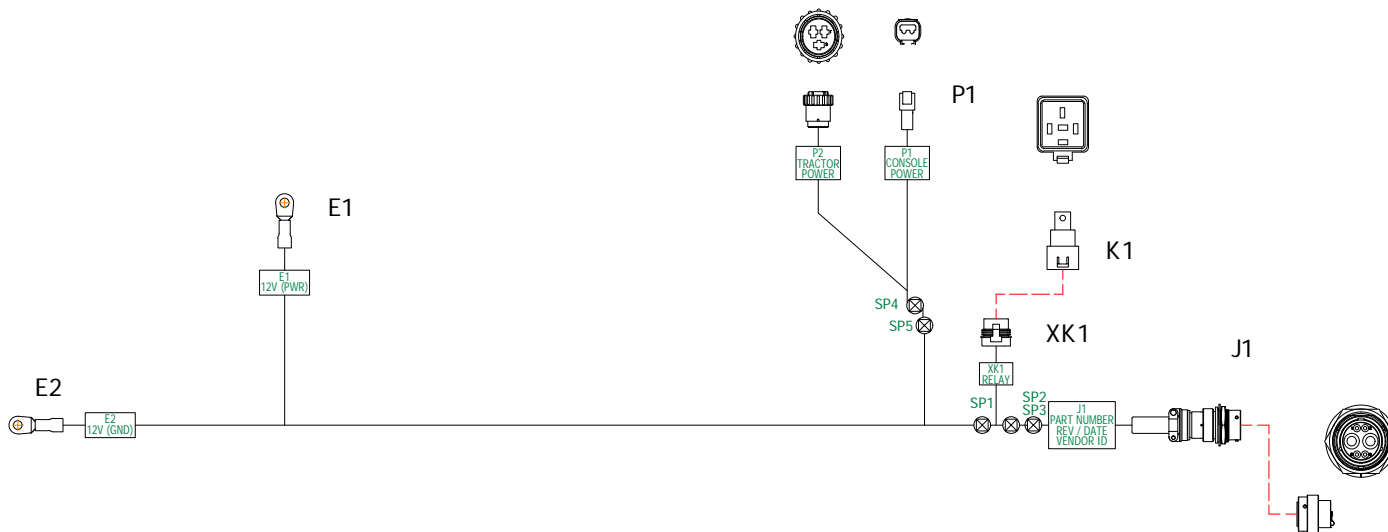 P1
P2
TRACTOR
POWER
P1
CONSOLE
POWER
E1
K1
E1
12V (PWR)
SP4
SP5
XK1
J1
XK1
RELAY
E2
SP1
SP2
SP3
E2
12V (GND)
J1
PART NUMBER
REV / DATE
VENDOR ID